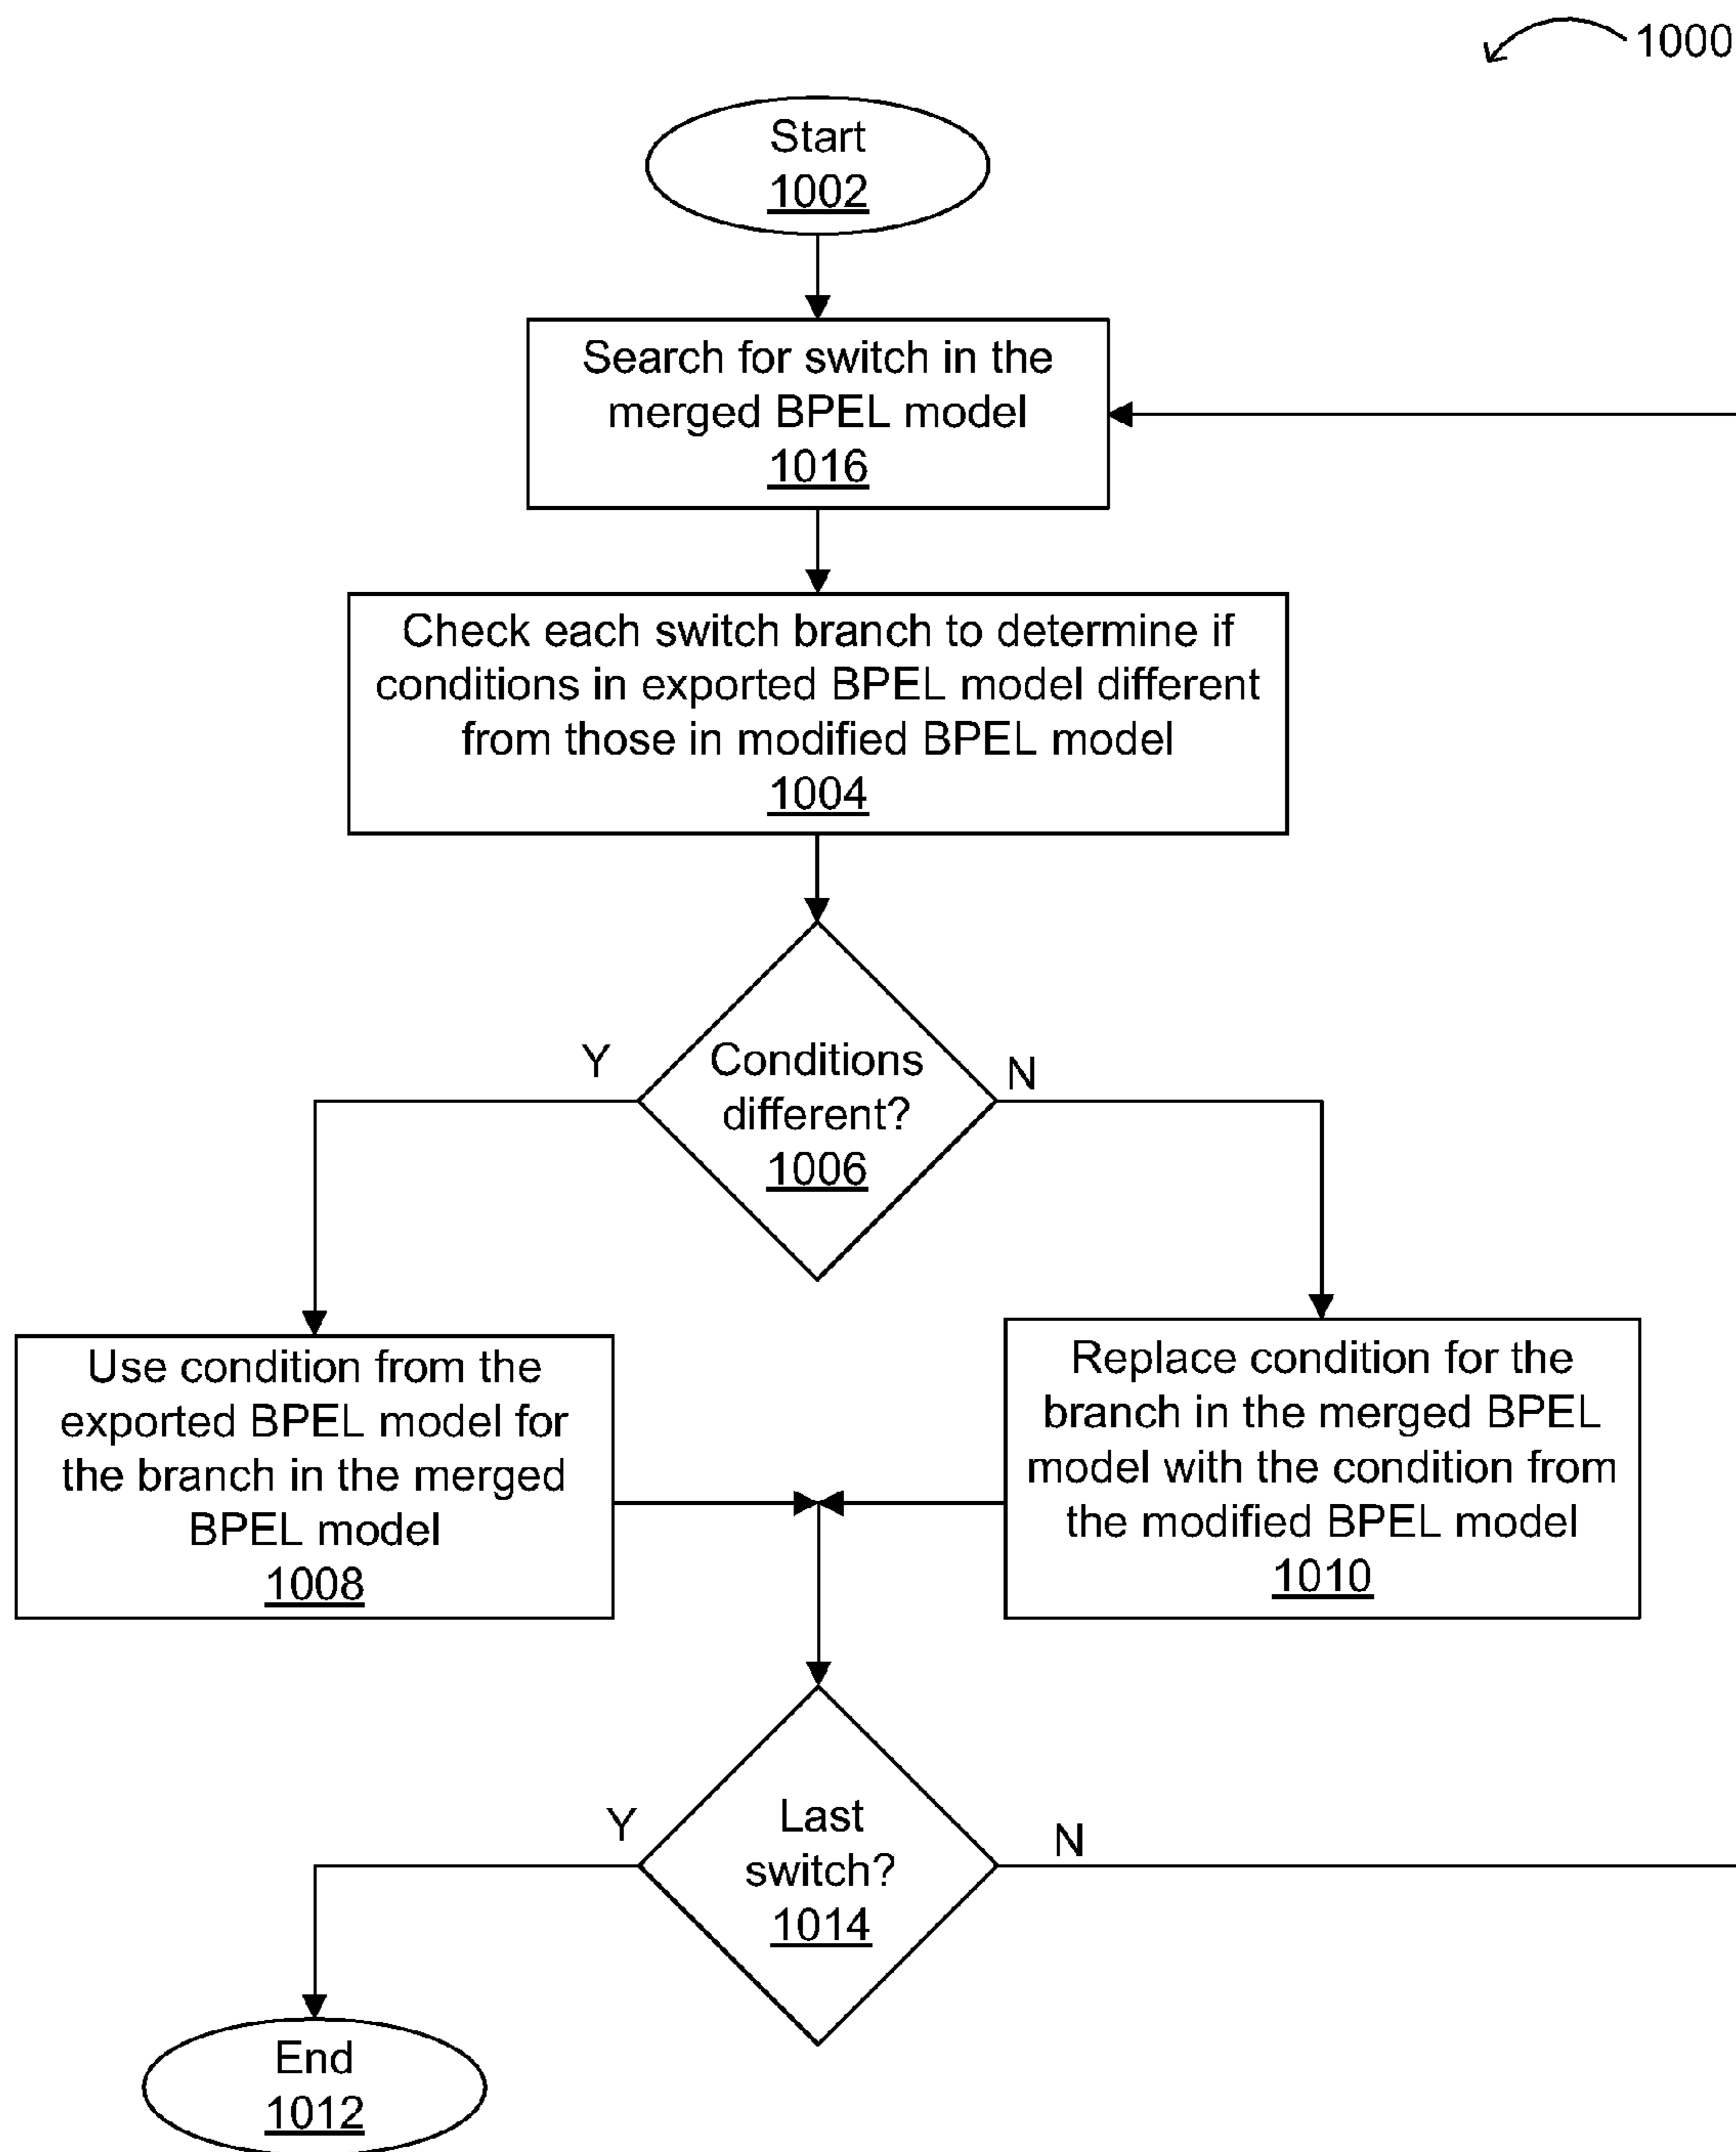 1000
Start
1002
Search for switch in the
merged BPEL model
1016
Check each switch branch to determine if
conditions in exported BPEL model different
from those in modified BPEL model
1004
Y
Conditions
different?
1006
N
Use condition from the
exported BPEL model for
the branch in the merged
BPEL model
1008
Replace condition for the
branch in the merged BPEL
model with the condition from
the modified BPEL model
1010
Y
Last
switch?
1014
N
End
1012